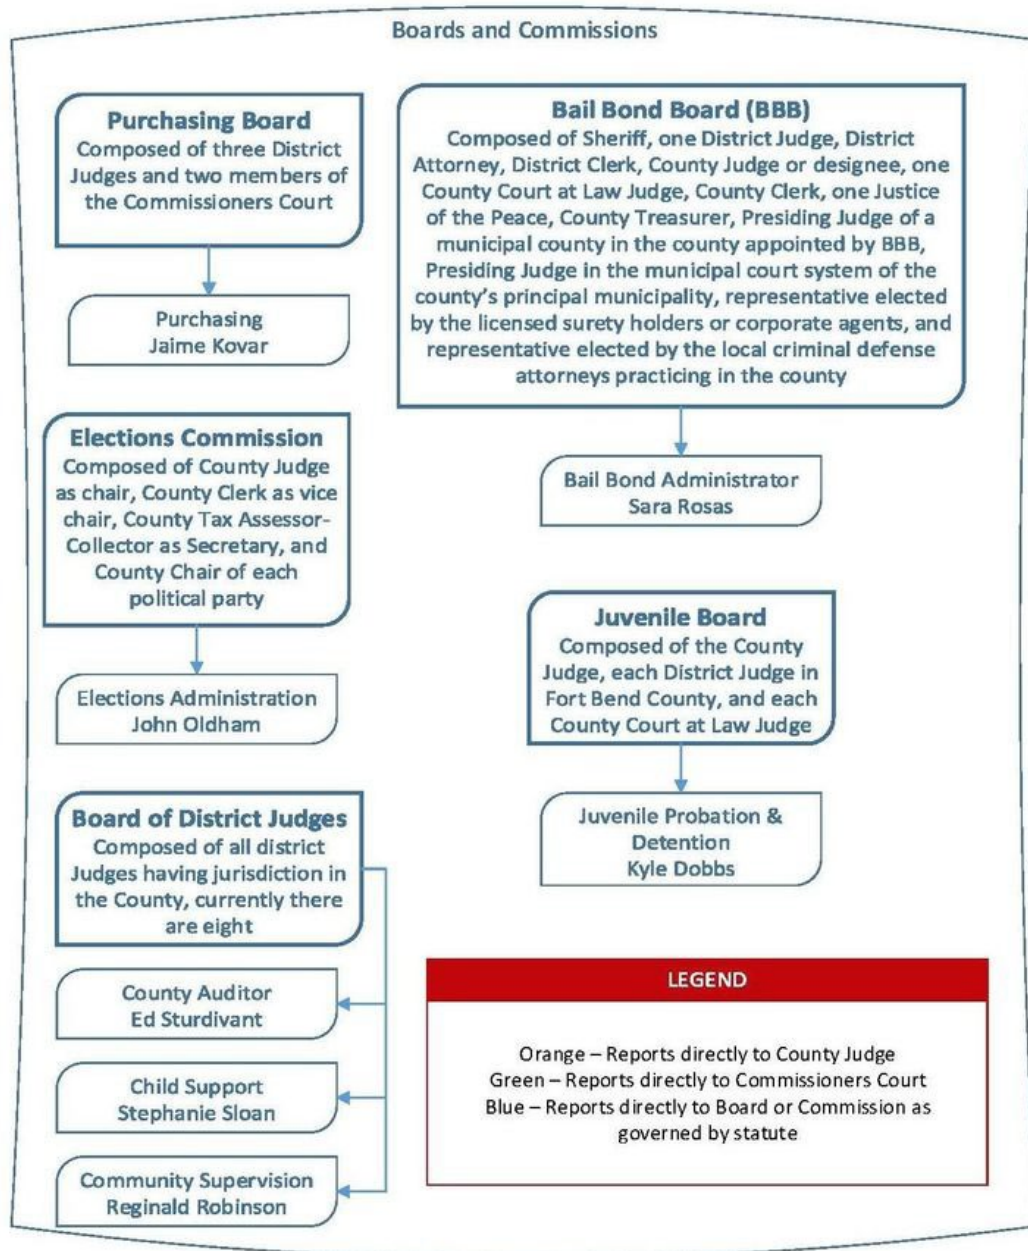 Boards and Commissions
Purchasing Board
Composed of three District
Judges and two members of
the Commissioners Court
Purchasing
Jaime Kovar
Bail Bond Board (BBB)
Composed of Sheriff, one District Judge, District
Attorney, District Clerk, County Judge or designee, one
County Court at Law Judge, County Clerk, one Justice
of the Peace, County Treasurer, Presiding Judge of a
municipal county in the county appointed by BBB,
Presiding Judge in the municipal court system of the
county's principal municipality, representative elected
by the licensed surety holders or corporate agents, and
representative elected by the local criminal defense
attorneys practicing in the county
Bail Bond Administrator
Sara Rosas
Elections Commission
Composed of County Judge
as chair, County Clerk as vice
chair, County Tax Assessor-
Collector as Secretary, and
County Chair of each
political party
Elections Administration
John Oldham
Juvenile Board
Composed of the County
Judge, each District Judge in
Fort Bend County, and each
County Court at Law Judge
Juvenile Probation &
Detention
Kyle Dobbs
Board of District Judges
Composed of all district
Judges having jurisdiction in
the County, currently there
are eight
County Auditor
Ed Sturdivant
Child Support
Stephanie Sloan
Community Supervision
Reginald Robinson
LEGEND
Orange – Reports directly to County Judge
Green – Reports directly to Commissioners Court
Blue – Reports directly to Board or Commission as
governed by statute